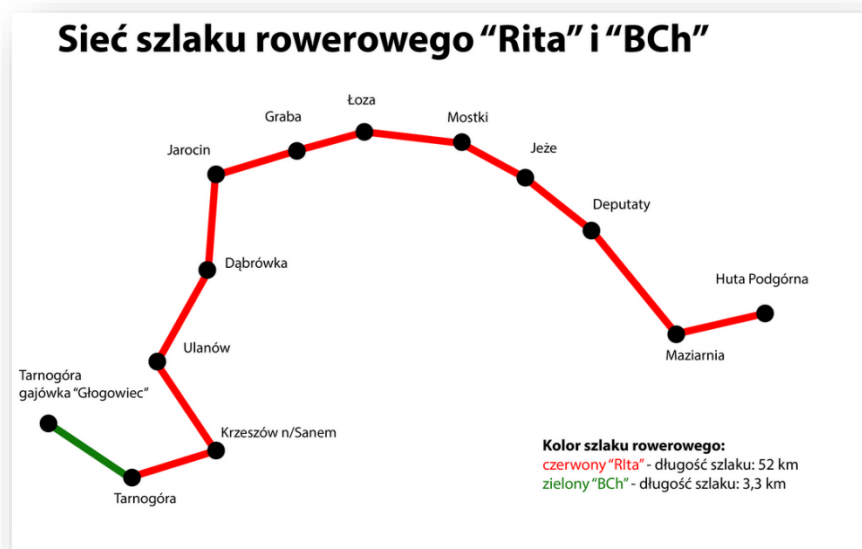 Sieć szlaku rowerowego “Rita” i “BCh”
Łoza
Graba
Mostki
Jarocin
Jeże
Deputaty
Dąbrówka
Huta Podgórna
Ulanów
Maziarnia
Tarnogóra
gajówka “Głogowiec”
Krzeszów n/Sanem
Tarnogóra
Kolor szlaku rowerowego:
czerwony “RIta” - długość szlaku: 52 km
zielony “BCh” - długość szlaku: 3,3 km